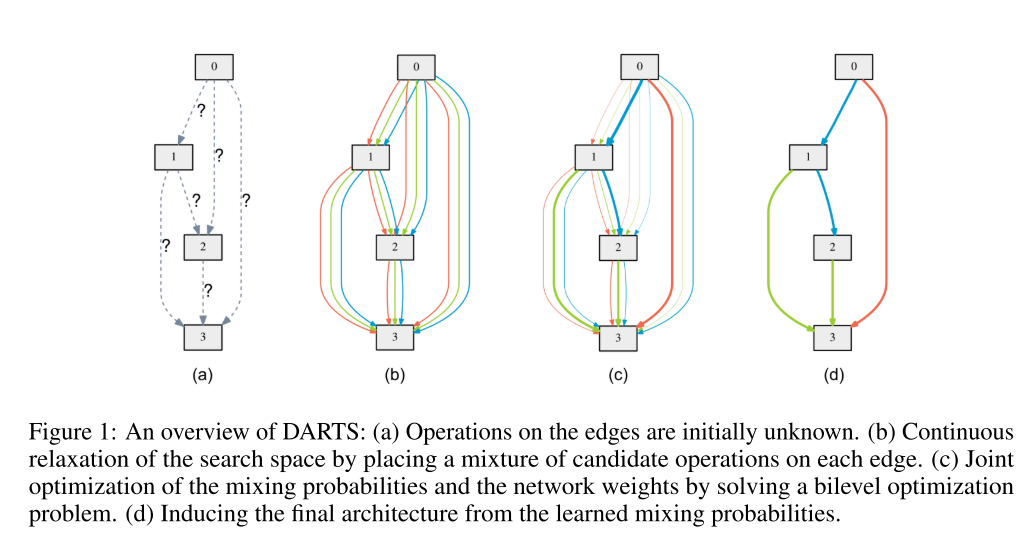 0 0 0 0
? 
1 ? 1 1 1
? ?
? 2 2 2 2
?
3 3 3 3
(a) (b) (c) (d)
Figure 1: An overview of DARTS: (a) Operations on the edges are initially unknown. (b) Continuous
relaxation of the search space by placing a mixture of candidate operations on each edge. (c) Joint
optimization of the mixing probabilities and the network weights by solving a bilevel optimization
problem. (d) Inducing the final architecture from the learned mixing probabilities.